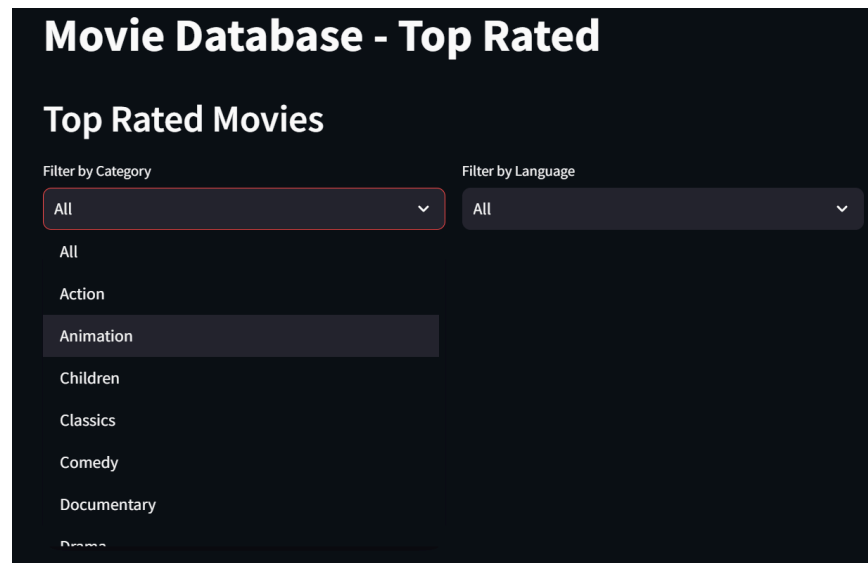 Movie Database - Top Rated
Top Rated Movies
Filter by Category
Filter by Language
All
All
All
Action
Animation
Children
Classics
Comedy
Documentary
Drama